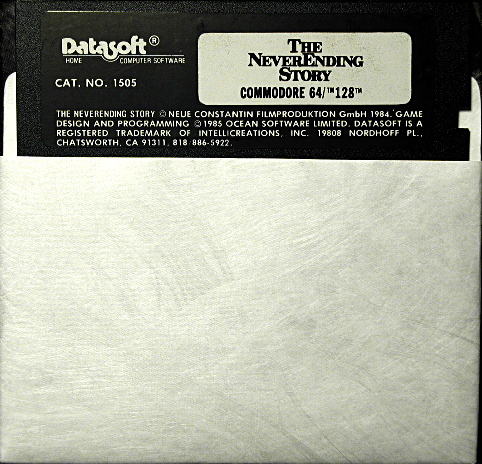 Datasoft®
HOME COMPUTER SOFTWARE
CAT. NO. 1505
THE
NEVERENDING
STORY
COMMODORE 64/™128™
THE NEVERENDING STORY © NEUE CONSTANTIN FILMPRODUKTION GmbH 1984. GAME
DESIGN AND PROGRAMMING © 1985 OCEAN SOFTWARE LIMITED. DATASOFT IS A
REGISTERED TRADEMARK OF INTELLICREATIONS, INC. 19808 NORDHOFF PL.,
CHATSWORTH, CA 91311, 818/886-5922.